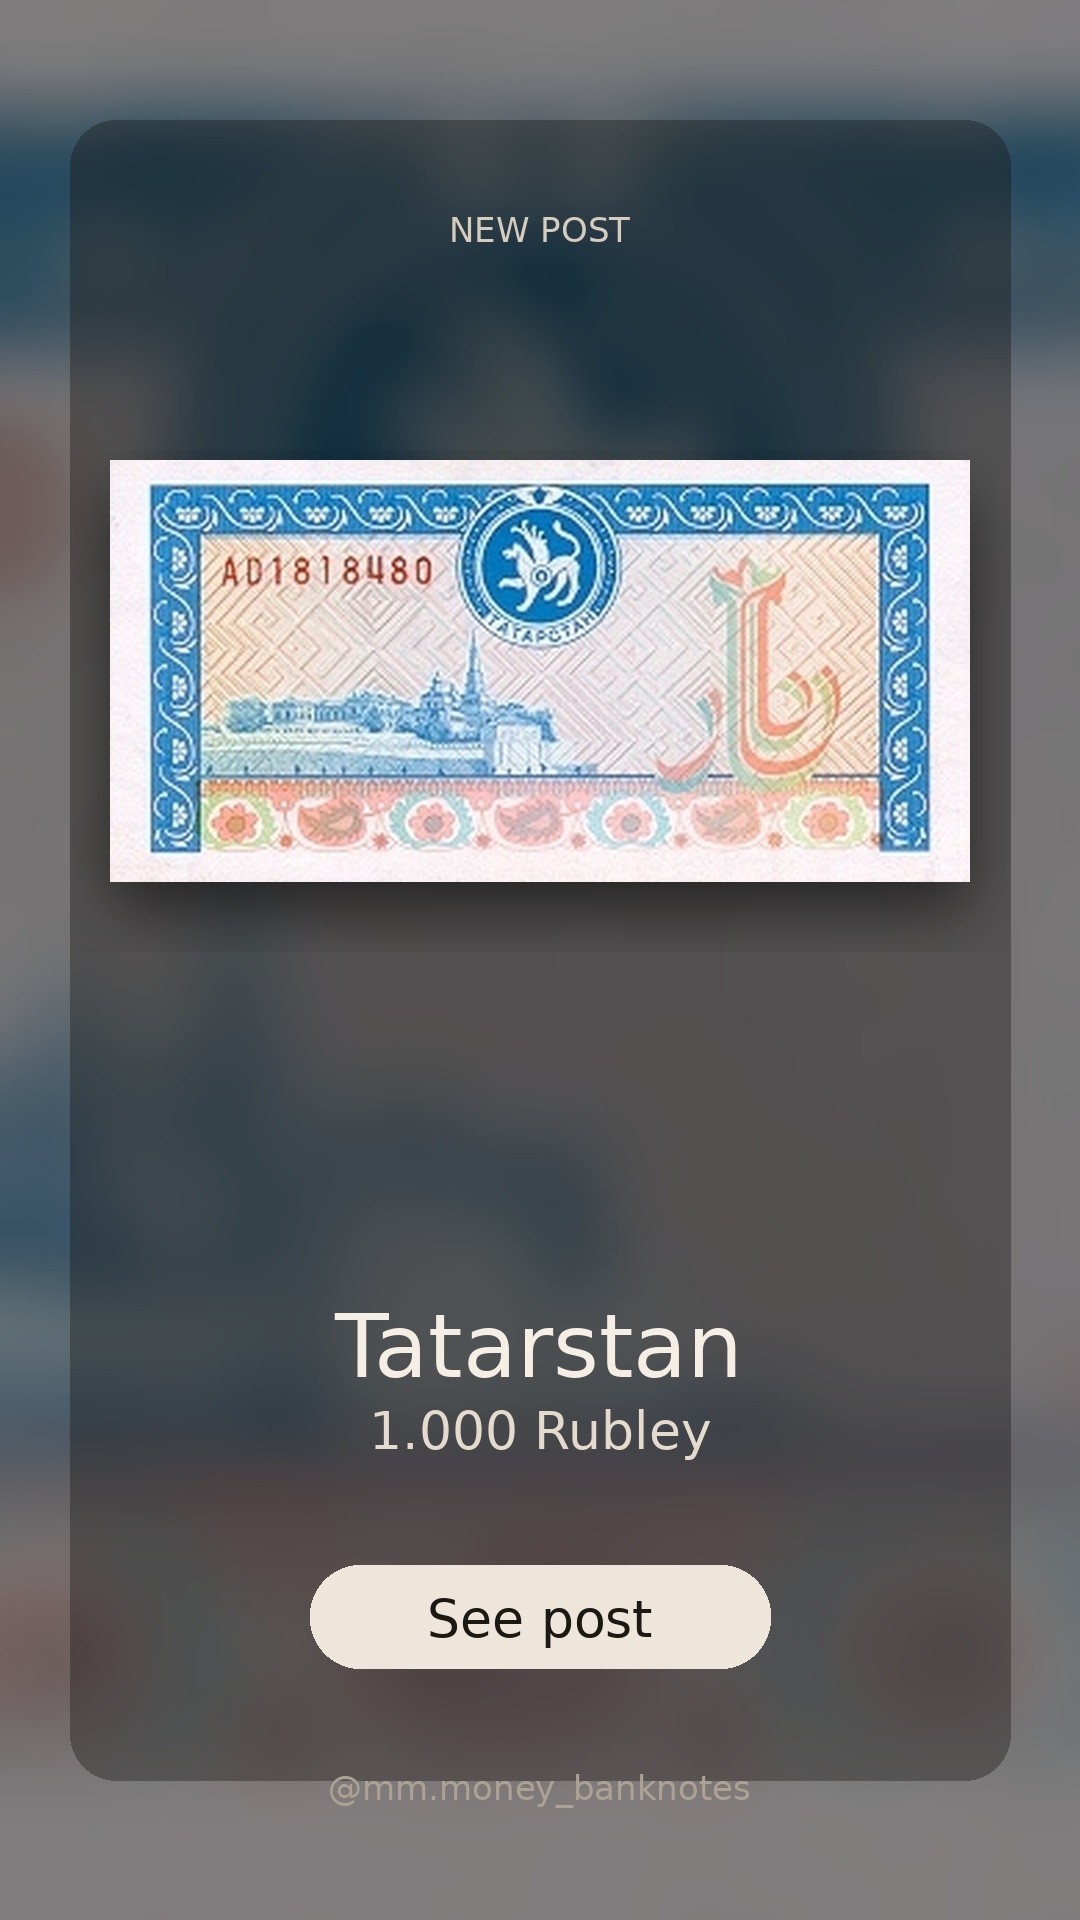 NEW POST
AD1818480
ТАТАРСТАН
Tatarstan
1.000 Rubley
See post
@mm.money_banknotes